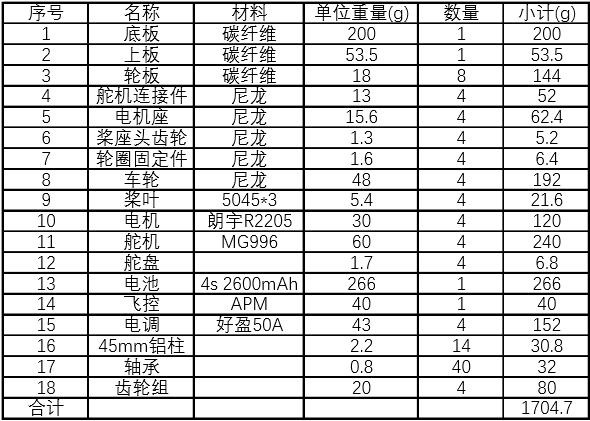 序号 名称 材料 单位重量(g) 数量 小计(g)
1 底板 碳纤维 200 1 200
2 上板 碳纤维 53.5 1 53.5
3 轮板 碳纤维 18 8 144
4 舵机连接件 尼龙 13 4 52
5 电机座 尼龙 15.6 4 62.4
6 桨座头齿轮 尼龙 1.3 4 5.2
7 轮圈固定件 尼龙 1.6 4 6.4
8 车轮 尼龙 48 4 192
9 桨叶 5045*3 5.4 4 21.6
10 电机 朗宇R2205 30 4 120
11 舵机 MG996 60 4 240
12 舵盘 1.7 4 6.8
13 电池 4s 2600mAh 266 1 266
14 飞控 APM 40 1 40
15 电调 好盈50A 43 4 152
16 45mm铝柱 2.2 14 30.8
17 轴承 0.8 40 32
18 齿轮组 20 4 80
合计 1704.7